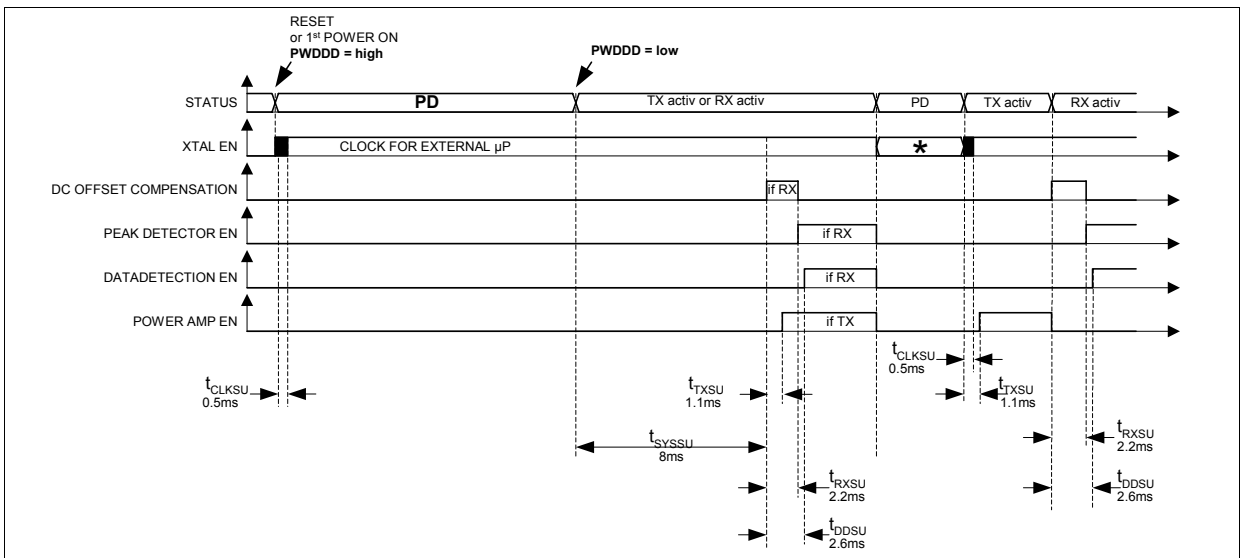 RESET
or 1st POWER ON
PWDDD = high
PWDDD = low
STATUS
PD
TX activ or RX activ
PD
TX activ
RX activ
XTAL EN
CLOCK FOR EXTERNAL µP
*
DC OFFSET COMPENSATION
if RX
PEAK DETECTOR EN
if RX
DATADETECTION EN
if RX
POWER AMP EN
if TX
tCLKSU
0.5ms
tCLKSU
0.5ms
tTXSU
1.1ms
tTXSU
1.1ms
tSYSSU
8ms
tRXSU
2.2ms
tRXSU
2.2ms
tDDSU
2.6ms
tDDSU
2.6ms